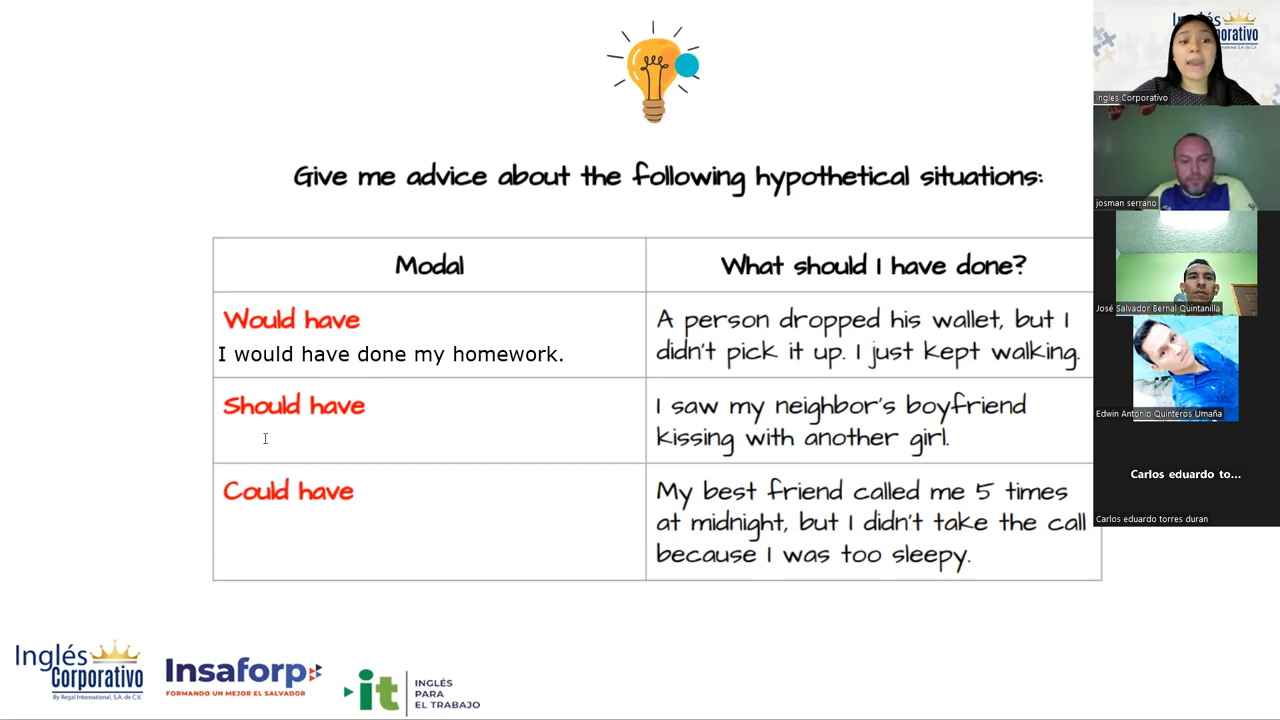 Give me advice about the following hypothetical situations:
Modal
What should I have done?
Would have
I would have done my homework.
A person dropped his wallet, but I
didn't pick it up. I just kept walking.
Should have
I saw my neighbor's boyfriend
kissing with another girl.
Could have
My best friend called me 5 times
at midnight, but I didn't take the call
because I was too sleepy.
Inglés
Corporativo
By Regal International, S.A. de C.V.
Insaforp
FORMANDO UN MEJOR EL SALVADOR
it
INGLÉS
PARA
EL TRABAJO
Ingles Corporativo
josman serrano
José Salvador Bernal Quintanilla
Edwin Antonio Quinteros Umaña
Carlos eduardo to...
Carlos eduardo torres duran